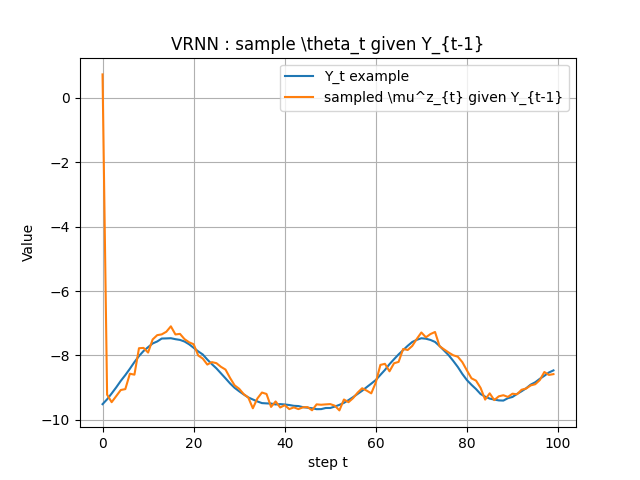 VRNN : sample \theta_t given Y_{t-1}
Y_t example
sampled \mu^z_{t} given Y_{t-1}
Value
0
−2
−4
−6
−8
−10
0 20 40 60 80 100
step t